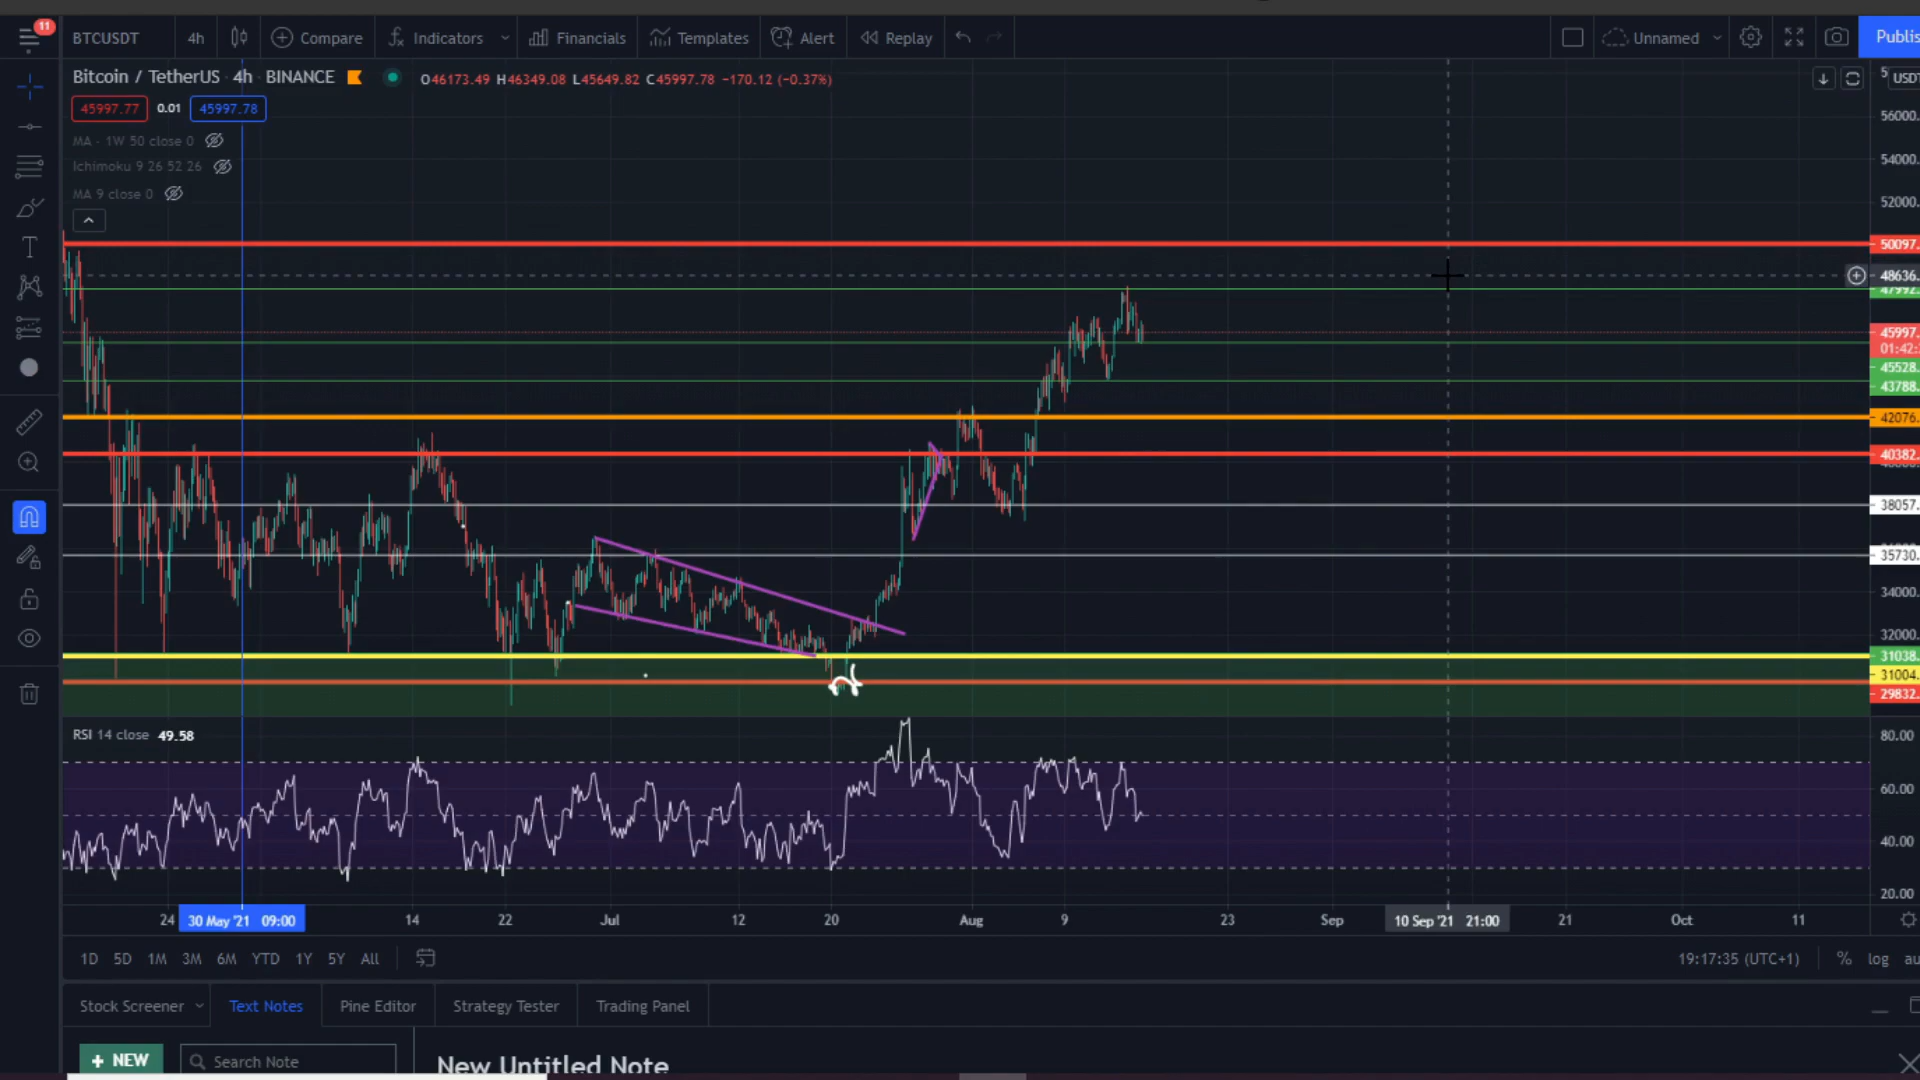 11
BTCUSDT 4h Compare Indicators Financials Templates Alert Replay Unnamed Publis
Bitcoin / TetherUS · 4h · BINANCE O46173.49 H46349.08 L45649.82 C45997.78 −170.12 (−0.37%)
USDT
45997.77 0.01 45997.78
MA · 1W 50 close 0
Ichimoku 9 26 52 26
MA 9 close 0
56000.
54000.
52000.
50097.
48636.
47992.
45997.
01:42:
45528.
43788.
42076.
40382.
38057.
35730.
34000.
32000.
31038.
31004.
29832.
RSI 14 close 49.58
80.00
60.00
40.00
20.00
24 30 May '21 09:00 14 22 Jul 12 20 Aug 9 23 Sep 10 Sep '21 21:00 21 Oct 11
1D 5D 1M 3M 6M YTD 1Y 5Y All 19:17:35 (UTC+1) % log au
Stock Screener Text Notes Pine Editor Strategy Tester Trading Panel
+ NEW Search Note New Untitled Note